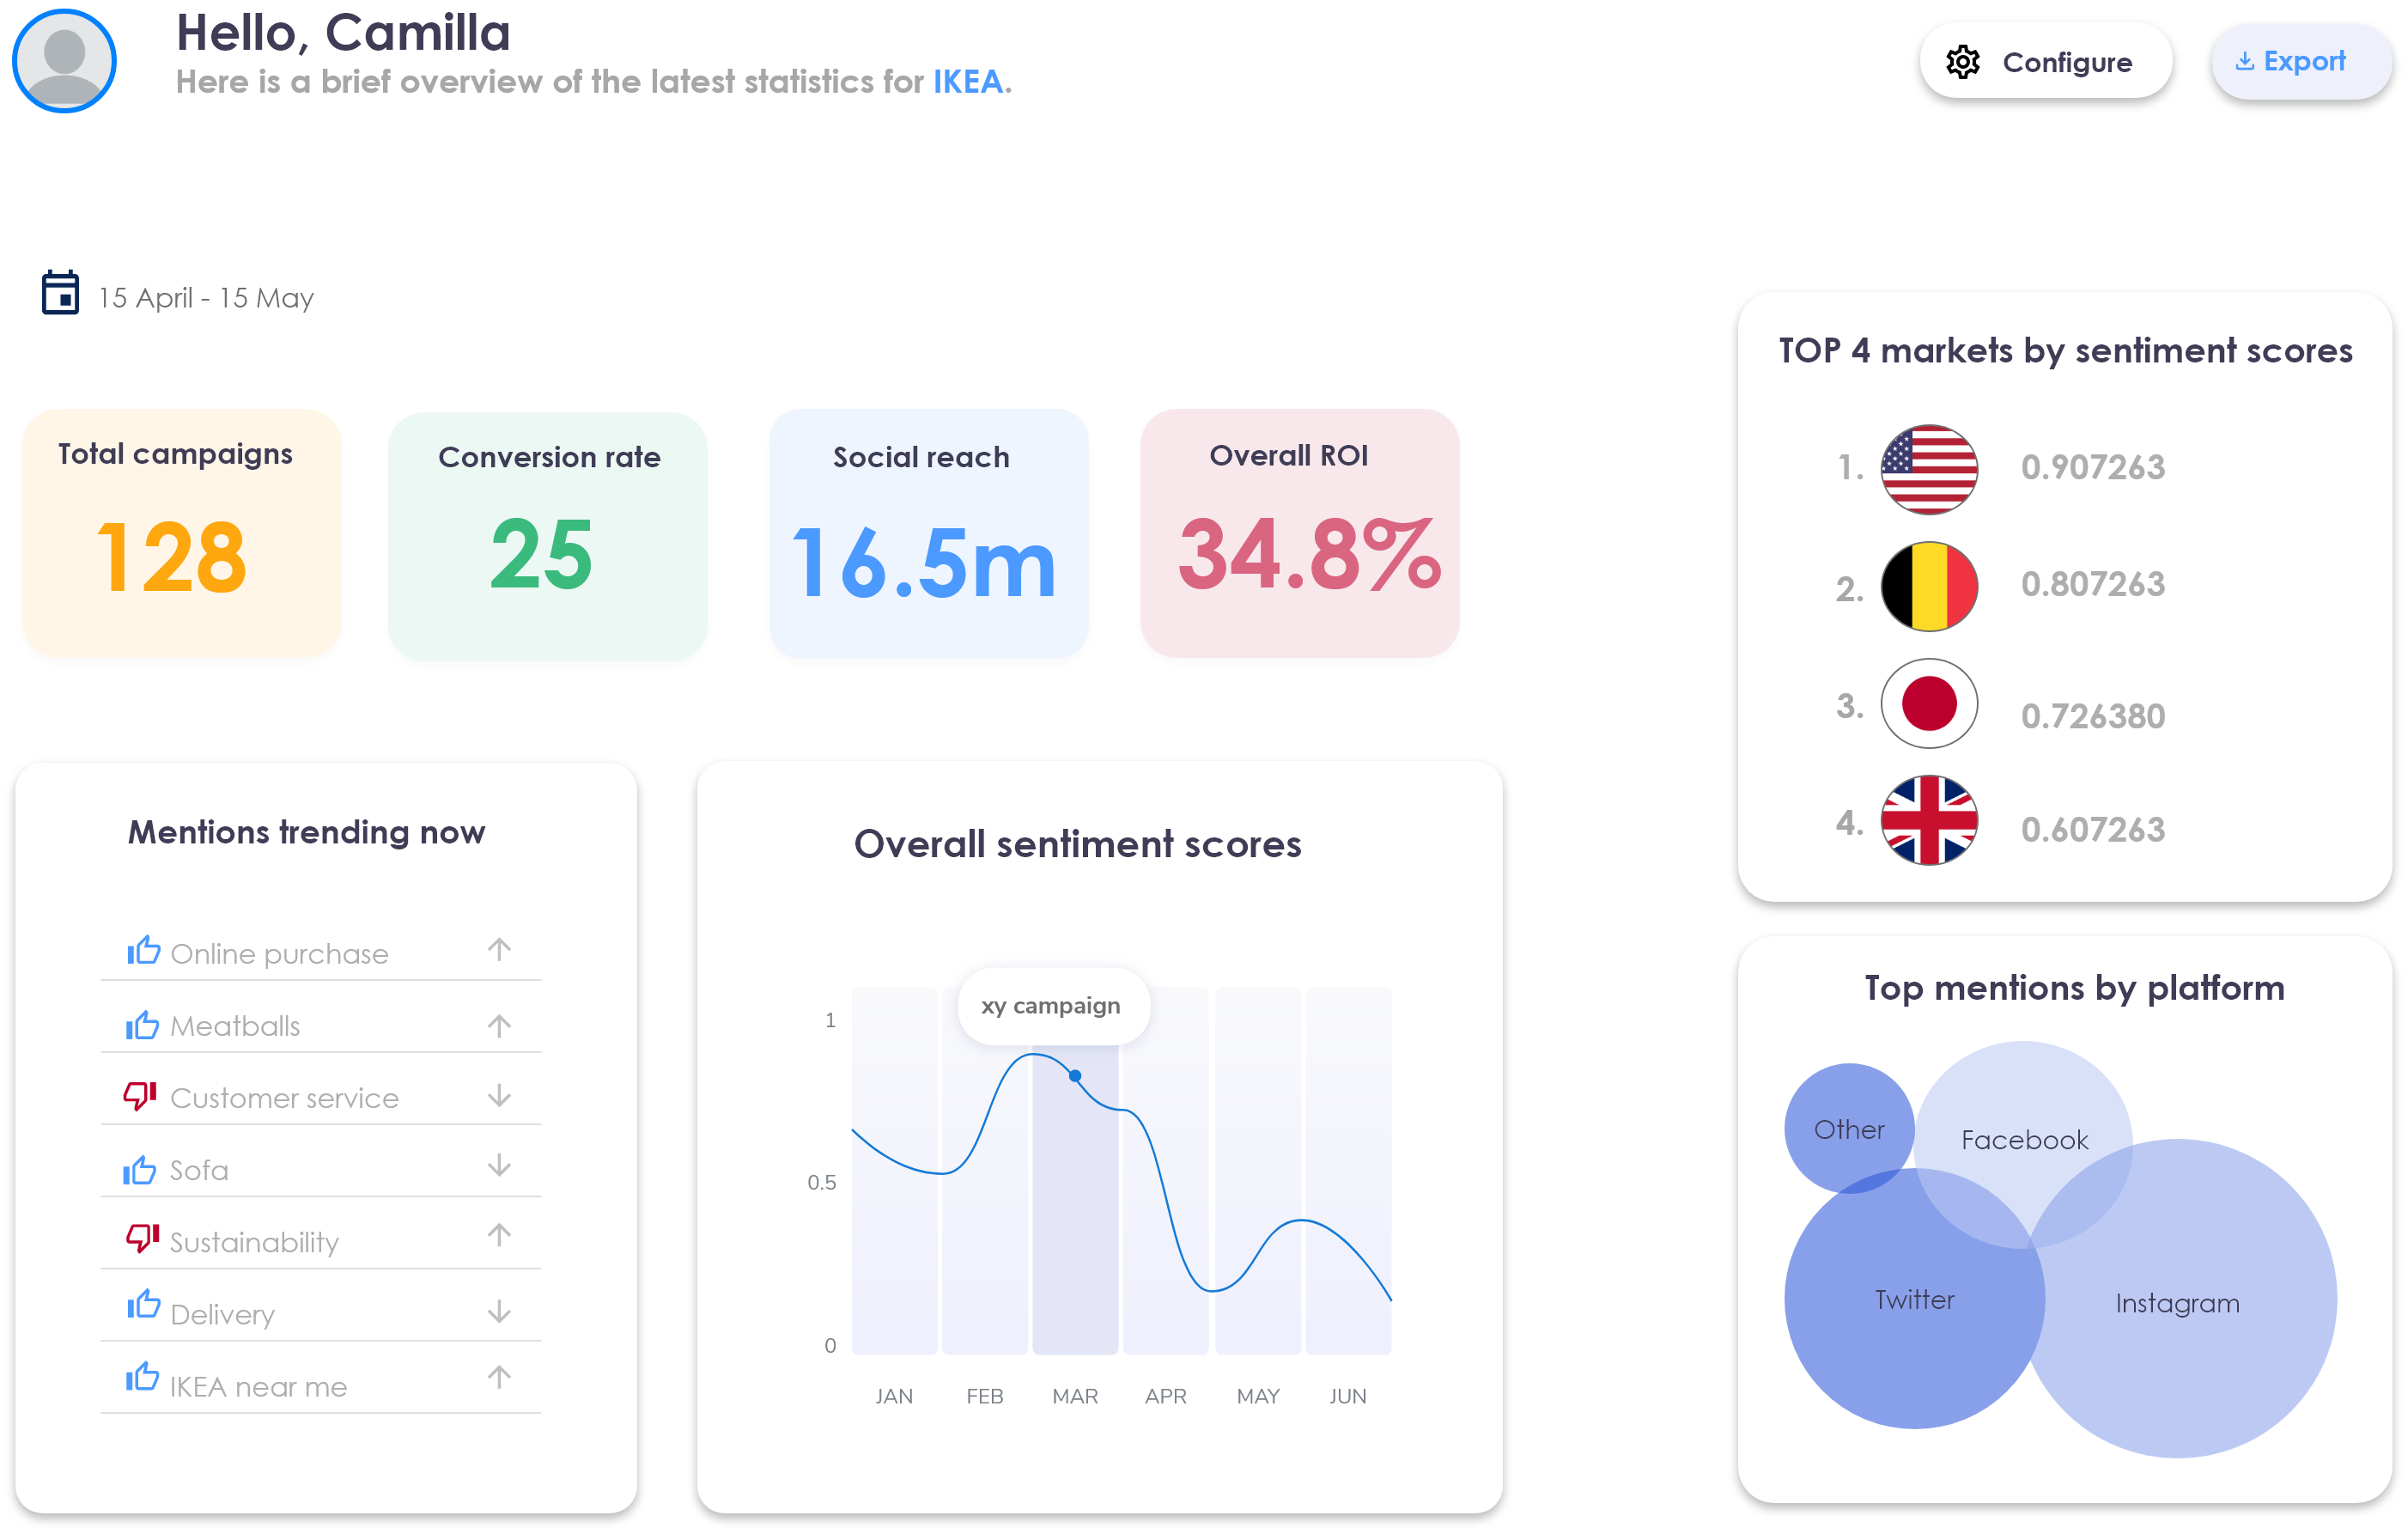 Hello, Camilla
Here is a brief overview of the latest statistics for IKEA.
Configure
Export
15 April - 15 May
Total campaigns
128
Conversion rate
25
Social reach
16.5m
Overall ROI
34.8%
TOP 4 markets by sentiment scores
1. 0.907263
2. 0.807263
3. 0.726380
4. 0.607263
Mentions trending now
Online purchase
Meatballs
Customer service
Sofa
Sustainability
Delivery
IKEA near me
Overall sentiment scores
xy campaign
1
0.5
0
JAN FEB MAR APR MAY JUN
Top mentions by platform
Other
Facebook
Twitter
Instagram